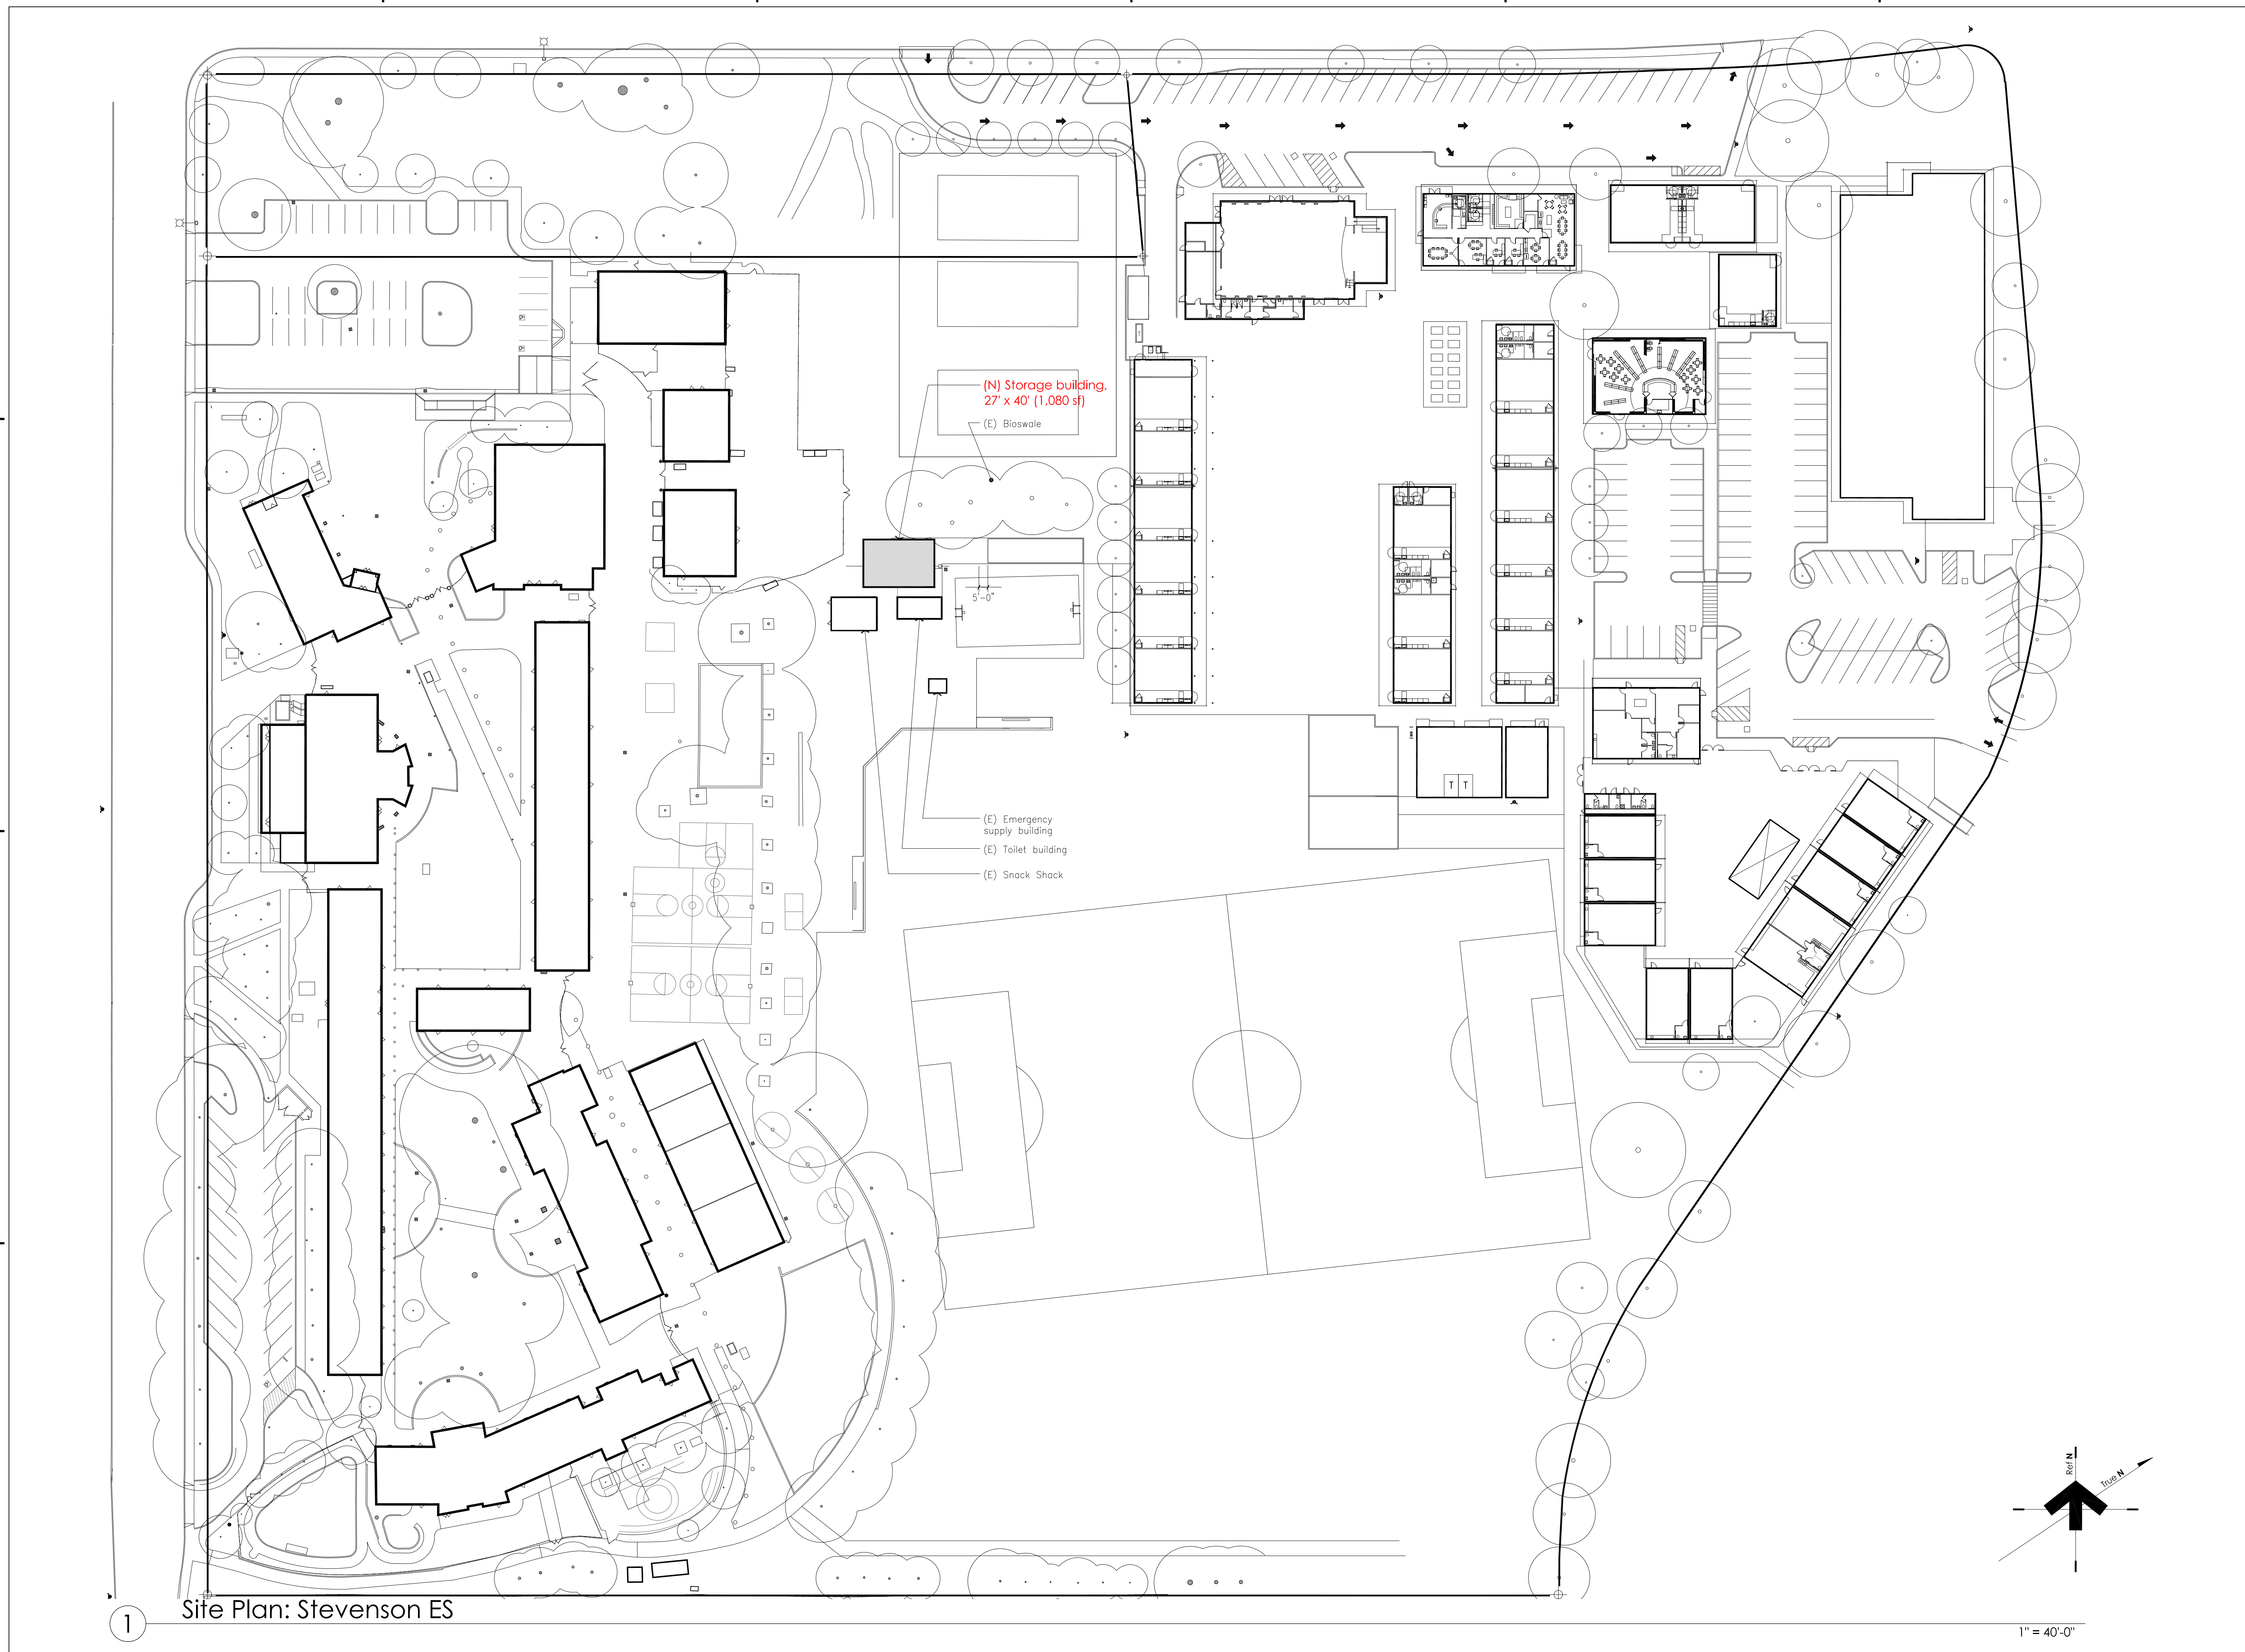 (N) Storage building,
27' x 40' (1,080 sf)
(E) Bioswale
5'-0"
(E) Emergency
supply building
(E) Toilet building
(E) Snack Shack
T T
Ref N
True N
1
Site Plan: Stevenson ES
1" = 40'-0"